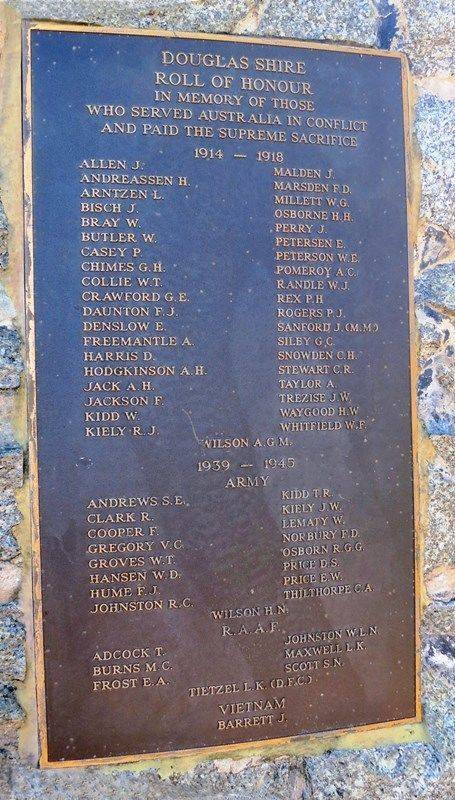 DOUGLAS SHIRE
ROLL OF HONOUR
IN MEMORY OF THOSE
WHO SERVED AUSTRALIA IN CONFLICT
AND PAID THE SUPREME SACRIFICE
1914 — 1918
ALLEN J.
ANDREASSEN H.
ARNTZEN L.
BISCH J.
BRAY W.
BUTLER W.
CASEY P.
CHIMES G.H.
COLLIE W.T.
CRAWFORD G.E.
DAUNTON F.J.
DENSLOW E.
FREEMANTLE A.
HARRIS D.
HODGKINSON A.H.
JACK A.H.
JACKSON F.
KIDD W.
KIELY R.J.
MALDEN J.
MARSDEN F.D.
MILLETT W.G.
OSBORNE H.H.
PERRY J.
PETERSEN E.
PETERSON W.E.
POMEROY A.C.
RANDLE W.J.
REX P.H
ROGERS P.J.
SANFORD J. (M.M.)
SILEY G.C.
SNOWDEN C.H.
STEWART C.R.
TAYLOR A.
TREZISE J.W.
WAYGOOD H.W
WHITFIELD W.F.
WILSON A.G.M.
1939 — 1945
ARMY
ANDREWS S.E.
CLARK R.
COOPER F.
GREGORY V.C.
GROVES W.T.
HANSEN W.D.
HUME F.J.
JOHNSTON R.C.
KIDD T.R.
KIELY J.W.
LEMATY W.
NORBURY F.D.
OSBORN R.G.G.
PRICE D.S.
PRICE E.W.
THILTHORPE C.A.
WILSON H.N.
R.A.A.F.
ADCOCK T.
BURNS M.C.
FROST E.A.
JOHNSTON W.L.N.
MAXWELL L.K.
SCOTT S.N.
TIETZEL L.K. (D.F.C.)
VIETNAM
BARRETT J.